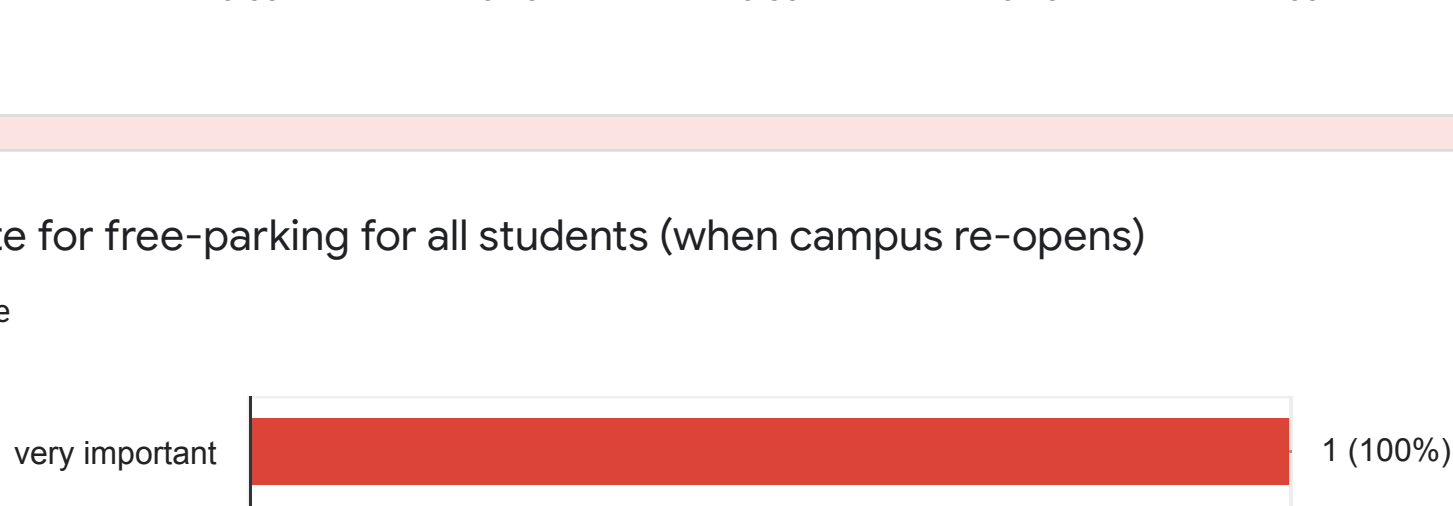 for free-parking for all students (when campus re-opens)
very important
1 (100%)